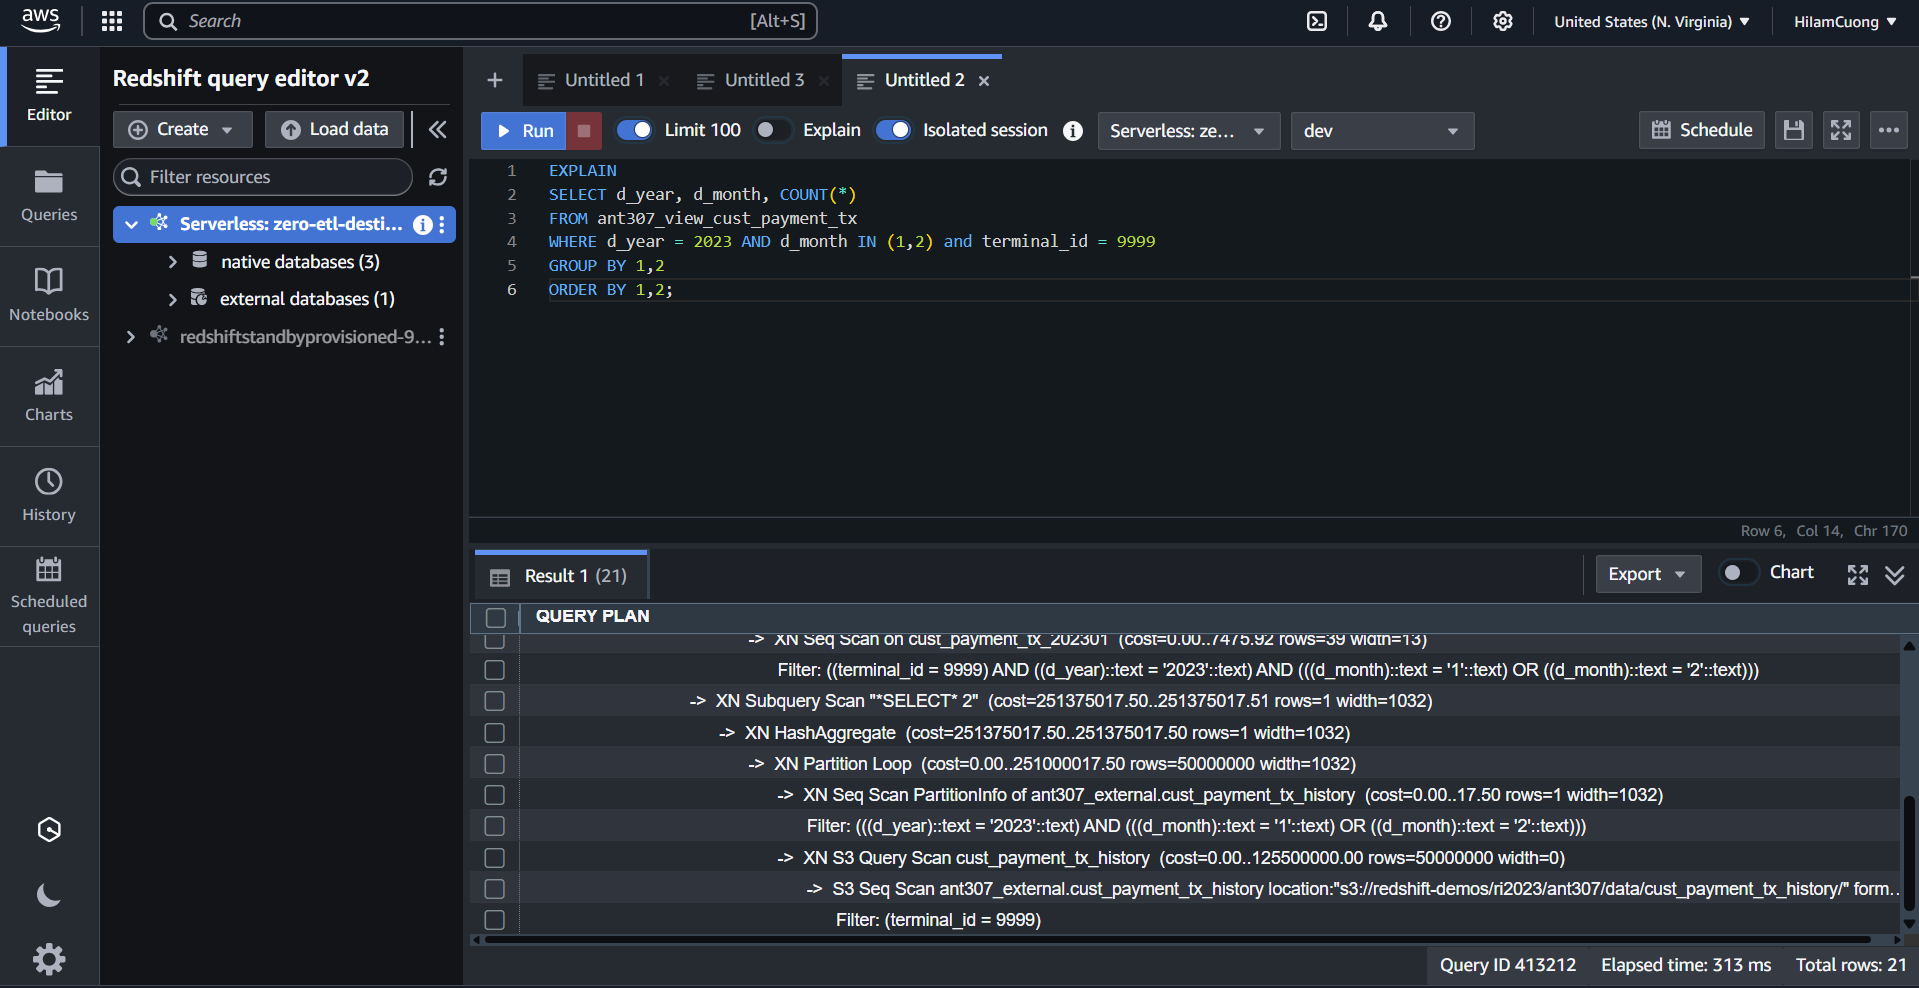 aws
Search
[Alt+S]
United States (N. Virginia)
HilamCuong
Editor
Queries
Notebooks
Charts
History
Scheduled
queries
Redshift query editor v2
Create
Load data
Filter resources
Serverless: zero-etl-desti...
native databases (3)
external databases (1)
redshiftstandbyprovisioned-9...
Untitled 1
Untitled 3
Untitled 2
Run
Limit 100
Explain
Isolated session
Serverless: ze...
dev
Schedule
1 EXPLAIN
2 SELECT d_year, d_month, COUNT(*)
3 FROM ant307_view_cust_payment_tx
4 WHERE d_year = 2023 AND d_month IN (1,2) and terminal_id = 9999
5 GROUP BY 1,2
6 ORDER BY 1,2;
Row 6, Col 14, Chr 170
Result 1 (21)
Export
Chart
QUERY PLAN
-> XN Seq Scan on cust_payment_tx_202301 (cost=0.00..7475.92 rows=39 width=13)
Filter: ((terminal_id = 9999) AND ((d_year)::text = '2023'::text) AND (((d_month)::text = '1'::text) OR ((d_month)::text = '2'::text)))
-> XN Subquery Scan "*SELECT* 2" (cost=251375017.50..251375017.51 rows=1 width=1032)
-> XN HashAggregate (cost=251375017.50..251375017.50 rows=1 width=1032)
-> XN Partition Loop (cost=0.00..251000017.50 rows=50000000 width=1032)
-> XN Seq Scan PartitionInfo of ant307_external.cust_payment_tx_history (cost=0.00..17.50 rows=1 width=1032)
Filter: (((d_year)::text = '2023'::text) AND (((d_month)::text = '1'::text) OR ((d_month)::text = '2'::text)))
-> XN S3 Query Scan cust_payment_tx_history (cost=0.00..125500000.00 rows=50000000 width=0)
-> S3 Seq Scan ant307_external.cust_payment_tx_history location:"s3://redshift-demos/ri2023/ant307/data/cust_payment_tx_history/" form...
Filter: (terminal_id = 9999)
Query ID 413212
Elapsed time: 313 ms
Total rows: 21